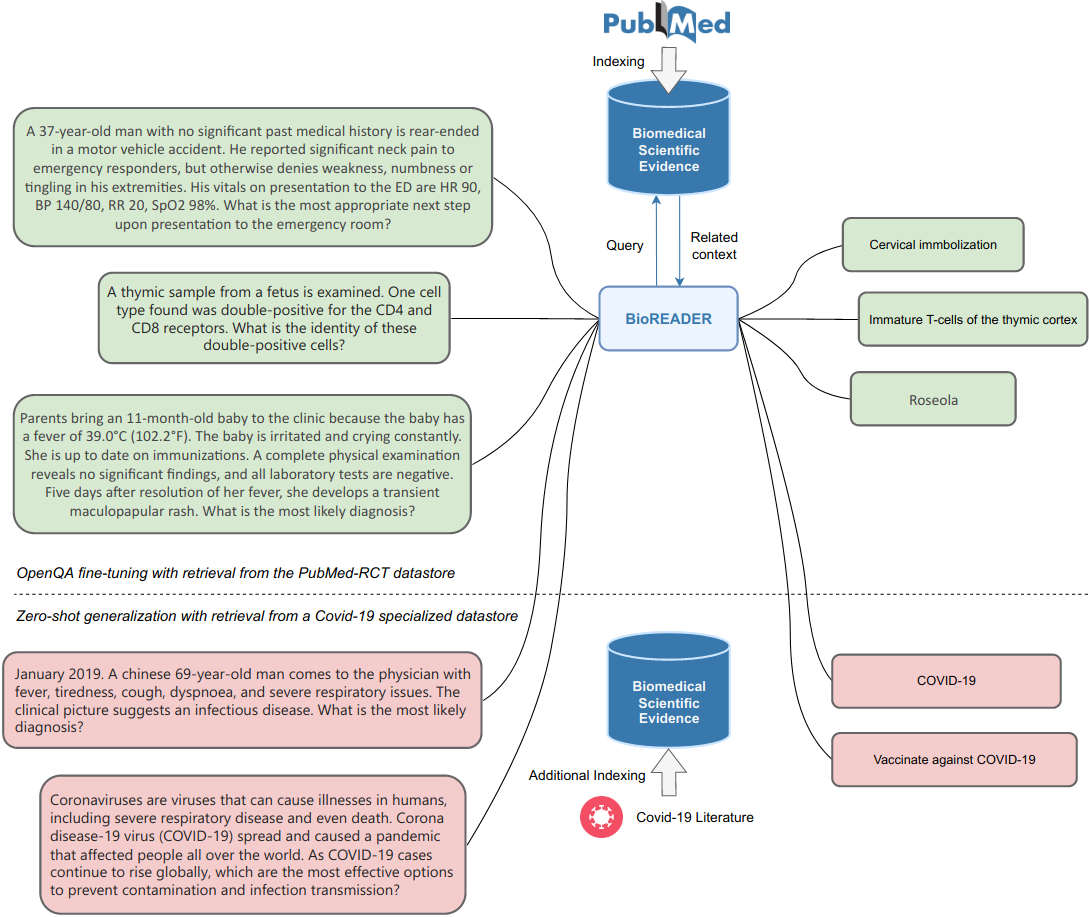 PubMed
Indexing
Biomedical
Scientific
Evidence
A 37-year-old man with no significant past medical history is rear-ended
in a motor vehicle accident. He reported significant neck pain to
emergency responders, but otherwise denies weakness, numbness or
tingling in his extremities. His vitals on presentation to the ED are HR 90,
BP 140/80, RR 20, SpO2 98%. What is the most appropriate next step
upon presentation to the emergency room?
Query
Related
context
Cervical immbolization
A thymic sample from a fetus is examined. One cell
type found was double-positive for the CD4 and
CD8 receptors. What is the identity of these
double-positive cells?
BioREADER
Immature T-cells of the thymic cortex
Roseola
Parents bring an 11-month-old baby to the clinic because the baby has
a fever of 39.0°C (102.2°F). The baby is irritated and crying constantly.
She is up to date on immunizations. A complete physical examination
reveals no significant findings, and all laboratory tests are negative.
Five days after resolution of her fever, she develops a transient
maculopapular rash. What is the most likely diagnosis?
OpenQA fine-tuning with retrieval from the PubMed-RCT datastore
Zero-shot generalization with retrieval from a Covid-19 specialized datastore
January 2019. A chinese 69-year-old man comes to the physician with
fever, tiredness, cough, dyspnoea, and severe respiratory issues. The
clinical picture suggests an infectious disease. What is the most likely
diagnosis?
Biomedical
Scientific
Evidence
COVID-19
Vaccinate against COVID-19
Additional Indexing
Covid-19 Literature
Coronaviruses are viruses that can cause illnesses in humans,
including severe respiratory disease and even death. Corona
disease-19 virus (COVID-19) spread and caused a pandemic
that affected people all over the world. As COVID-19 cases
continue to rise globally, which are the most effective options
to prevent contamination and infection transmission?